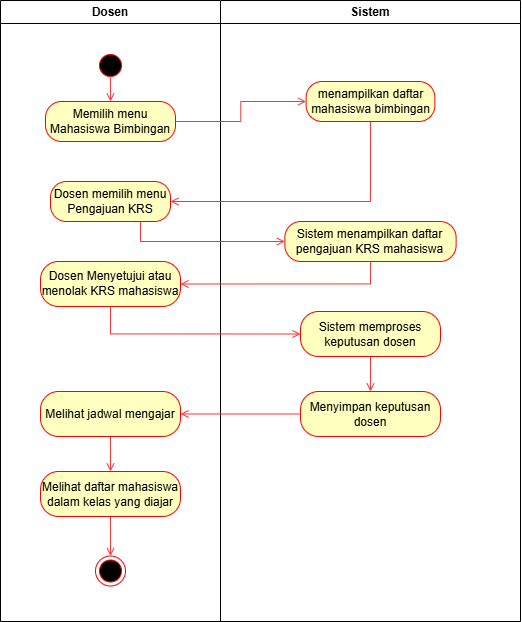 Dosen
Sistem
Memilih menu
Mahasiswa Bimbingan
menampilkan daftar
mahasiswa bimbingan
Dosen memilih menu
Pengajuan KRS
Sistem menampilkan daftar
pengajuan KRS mahasiswa
Dosen Menyetujui atau
menolak KRS mahasiswa
Sistem memproses
keputusan dosen
Menyimpan keputusan
dosen
Melihat jadwal mengajar
Melihat daftar mahasiswa
dalam kelas yang diajar